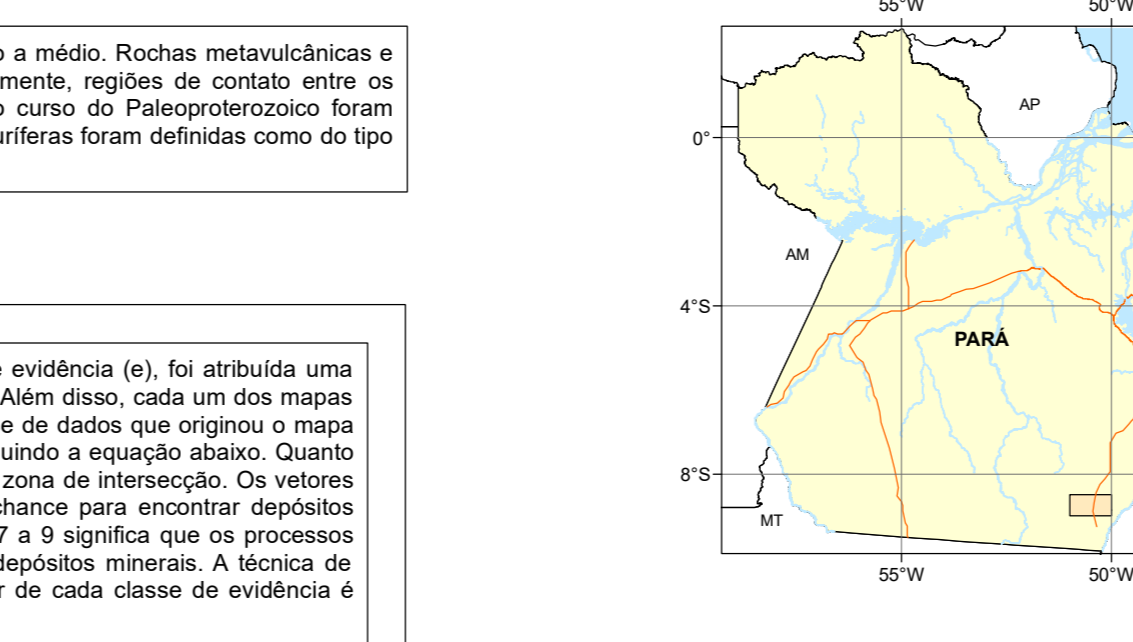 o a médio. Rochas metavulcânicas e
mente, regiões de contato entre os
o curso do Paleoproterozoico foram
uríferas foram definidas como do tipo
e evidência (e), foi atribuída uma
Além disso, cada um dos mapas
e de dados que originou o mapa
uindo a equação abaixo. Quanto
zona de intersecção. Os vetores
chance para encontrar depósitos
7 a 9 significa que os processos
depósitos minerais. A técnica de
r de cada classe de evidência é
55°W
50°W
AP
0°
AM
4°S
PARÁ
8°S
MT
55°W
50°W